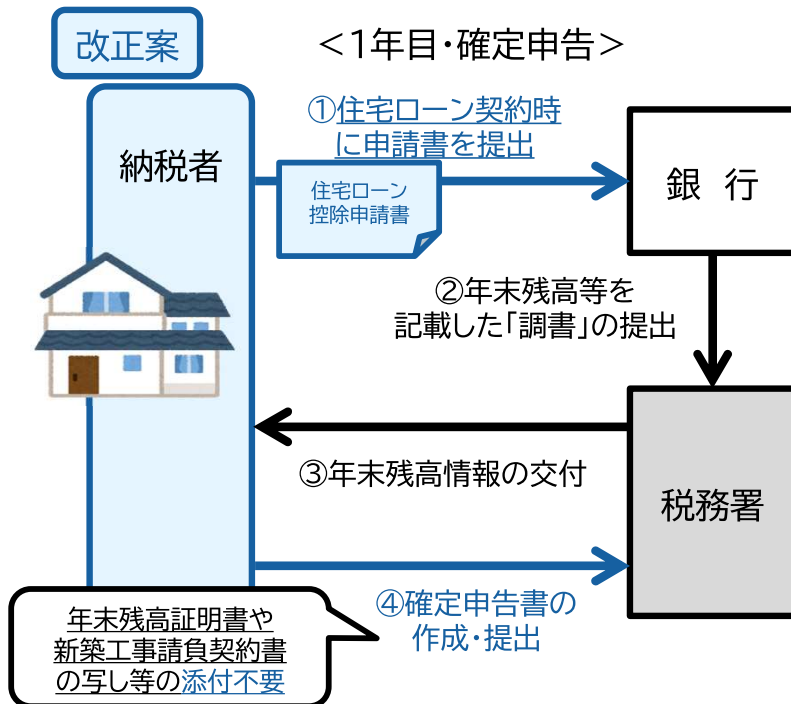 改正案
<1年目・確定申告>
納税者
①住宅ローン契約時
に申請書を提出
住宅ローン
控除申請書
銀 行
②年末残高等を
記載した「調書」の提出
③年末残高情報の交付
税務署
④確定申告書の
作成・提出
年末残高証明書や
新築工事請負契約書
の写し等の添付不要